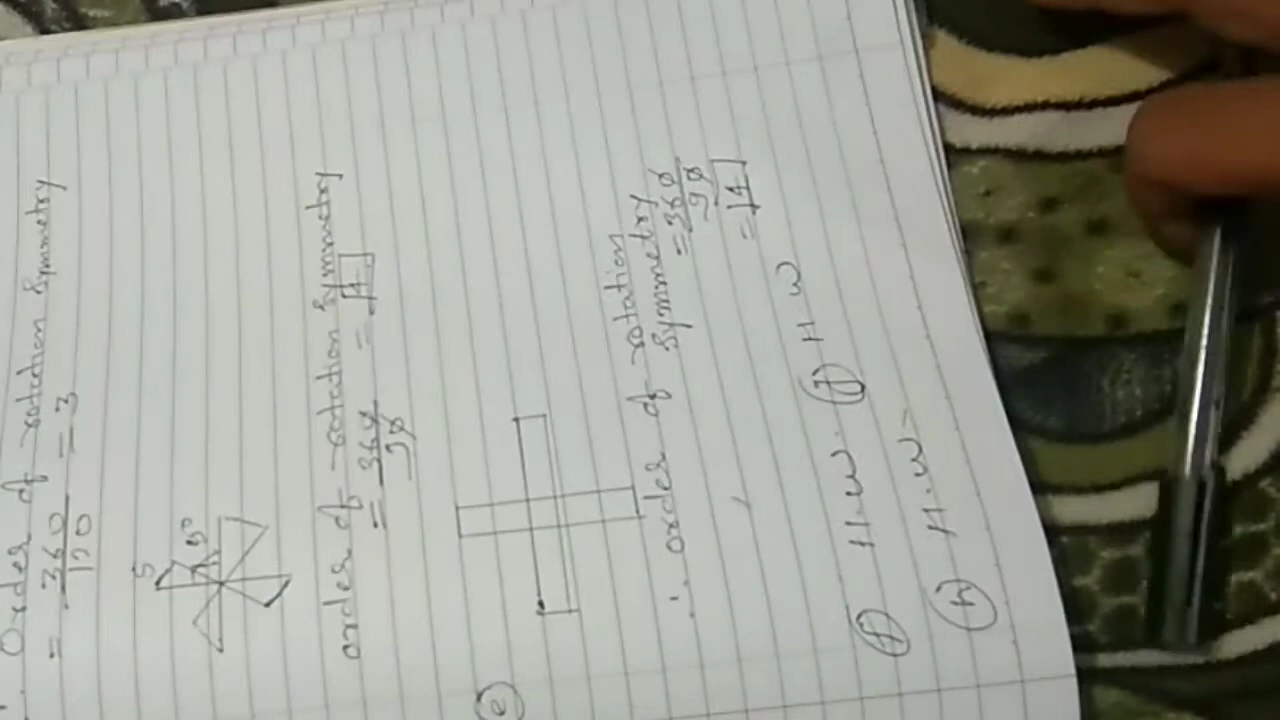 Order of rotation Symmetry
= 360/120 = 3
S
90°
order of rotation Symmetry
= 360/90 = 4
(e)
∴ order of rotation
Symmetry
= 360/90
= 4
(f) H.W. (g) H.W
(h) H.W.